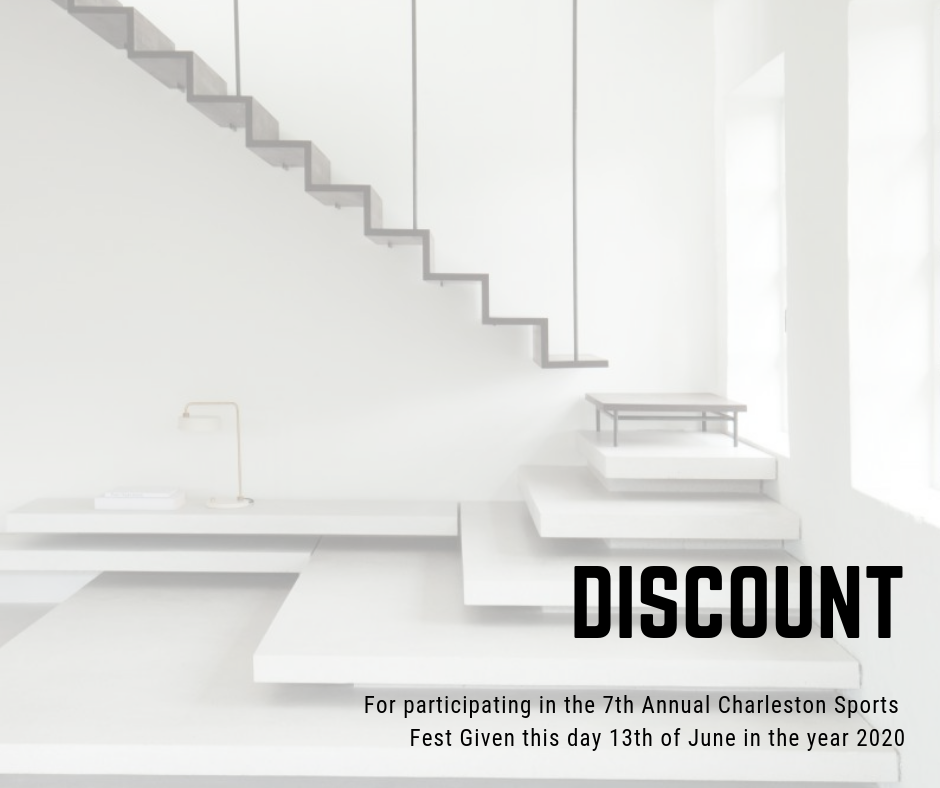 DISCOUNT
For participating in the 7th Annual Charleston Sports
Fest Given this day 13th of June in the year 2020